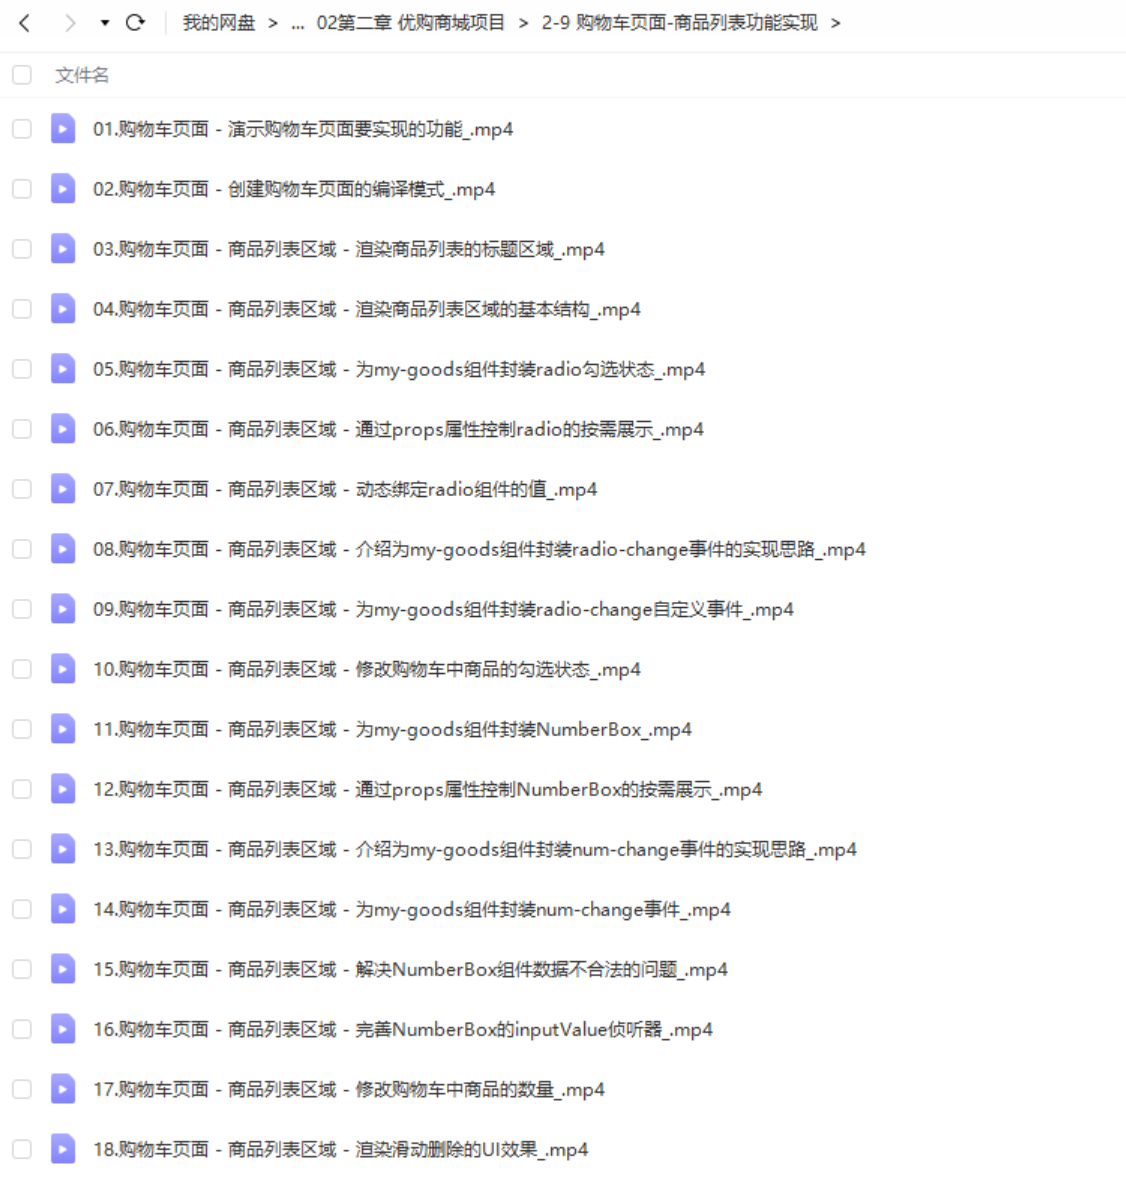 我的网盘 > ... 02第二章 优购商城项目 > 2-9 购物车页面-商品列表功能实现 >
文件名
01.购物车页面 - 演示购物车页面要实现的功能_.mp4
02.购物车页面 - 创建购物车页面的编译模式_.mp4
03.购物车页面 - 商品列表区域 - 渲染商品列表的标题区域_.mp4
04.购物车页面 - 商品列表区域 - 渲染商品列表区域的基本结构_.mp4
05.购物车页面 - 商品列表区域 - 为my-goods组件封装radio勾选状态_.mp4
06.购物车页面 - 商品列表区域 - 通过props属性控制radio的按需展示_.mp4
07.购物车页面 - 商品列表区域 - 动态绑定radio组件的值_.mp4
08.购物车页面 - 商品列表区域 - 介绍为my-goods组件封装radio-change事件的实现思路_.mp4
09.购物车页面 - 商品列表区域 - 为my-goods组件封装radio-change自定义事件_.mp4
10.购物车页面 - 商品列表区域 - 修改购物车中商品的勾选状态_.mp4
11.购物车页面 - 商品列表区域 - 为my-goods组件封装NumberBox_.mp4
12.购物车页面 - 商品列表区域 - 通过props属性控制NumberBox的按需展示_.mp4
13.购物车页面 - 商品列表区域 - 介绍为my-goods组件封装num-change事件的实现思路_.mp4
14.购物车页面 - 商品列表区域 - 为my-goods组件封装num-change事件_.mp4
15.购物车页面 - 商品列表区域 - 解决NumberBox组件数据不合法的问题_.mp4
16.购物车页面 - 商品列表区域 - 完善NumberBox的inputValue侦听器_.mp4
17.购物车页面 - 商品列表区域 - 修改购物车中商品的数量_.mp4
18.购物车页面 - 商品列表区域 - 渲染滑动删除的UI效果_.mp4